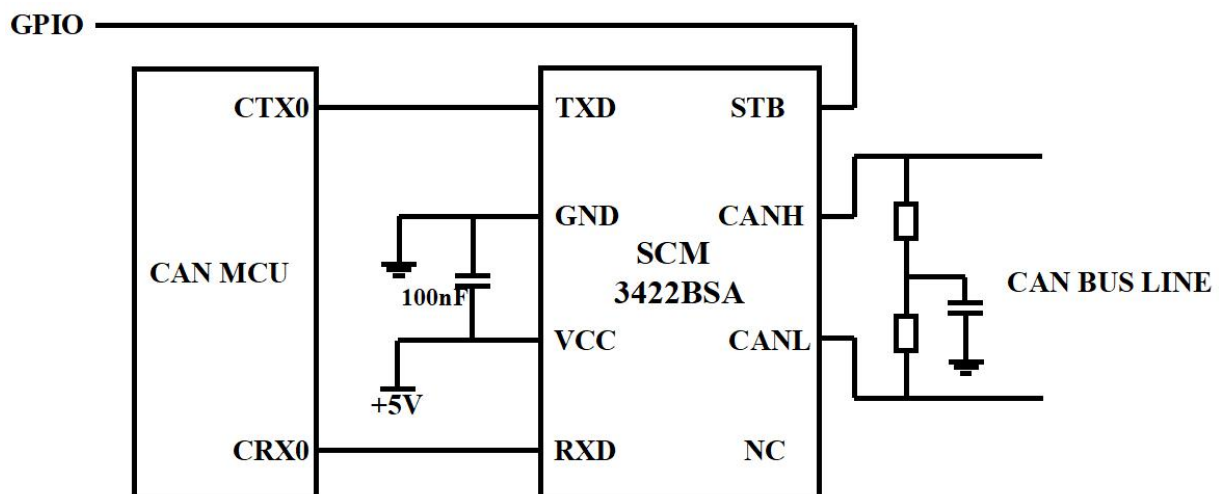 GPIO
CTX0
TXD
STB
GND
CANH
SCM
3422BSA
CAN MCU
100nF
CAN BUS LINE
VCC
CANL
+5V
CRX0
RXD
NC